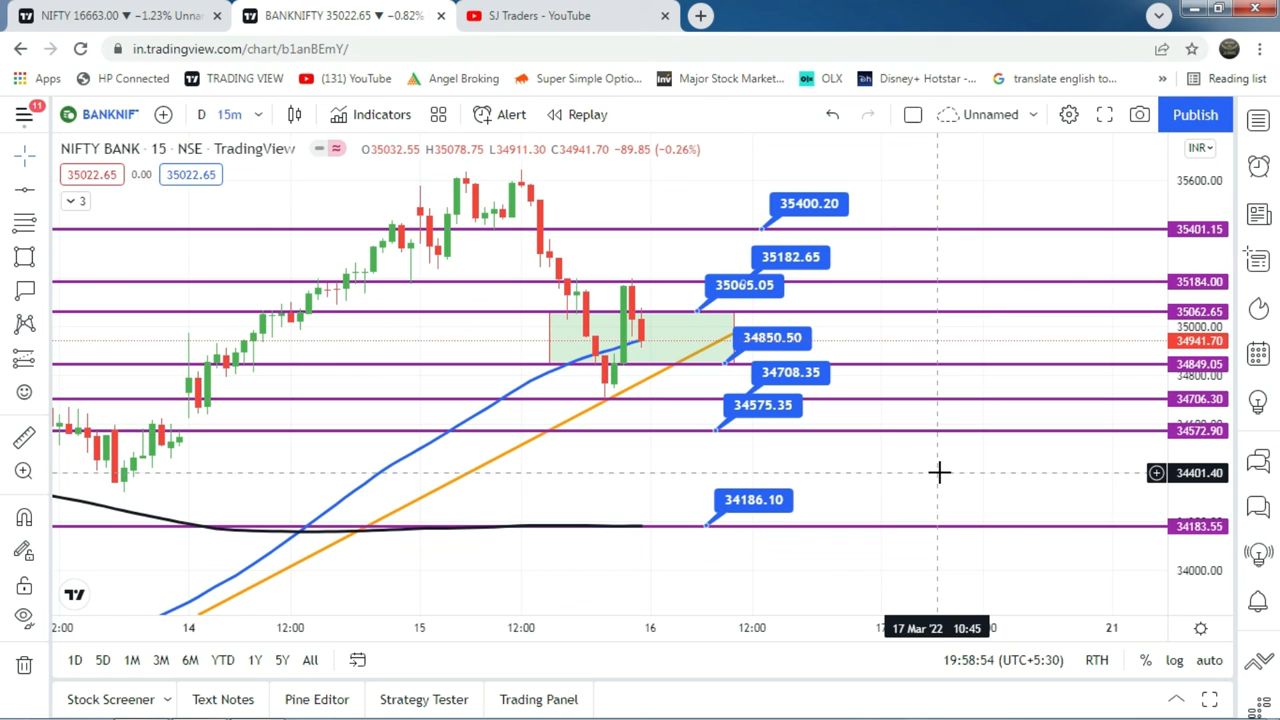 NIFTY 16663.00 ▼ −1.23% Unna
BANKNIFTY 35022.65 ▼ −0.82%
SJ Traders - YouTube
in.tradingview.com/chart/b1anBEmY/
Apps
HP Connected
TRADING VIEW
(131) YouTube
Angel Broking
Super Simple Optio...
Major Stock Market...
OLX
Disney+ Hotstar -...
translate english to...
»
Reading list
11
BANKNIF
D
15m
Indicators
Alert
Replay
Unnamed
Publish
NIFTY BANK · 15 · NSE · TradingView
O35032.55 H35078.75 L34911.30 C34941.70 −89.85 (−0.26%)
INR
35022.65
0.00
35022.65
3
35600.00
35400.20
35401.15
35182.65
35184.00
35065.05
35062.65
35000.00
34850.50
34941.70
34849.05
34800.00
34708.35
34706.30
34575.35
34572.90
34401.40
34186.10
34183.55
34000.00
2:00
14
12:00
15
12:00
16
12:00
17 Mar '22 10:45
21
1D
5D
1M
3M
6M
YTD
1Y
5Y
All
19:58:54 (UTC+5:30)
RTH
%
log
auto
Stock Screener
Text Notes
Pine Editor
Strategy Tester
Trading Panel